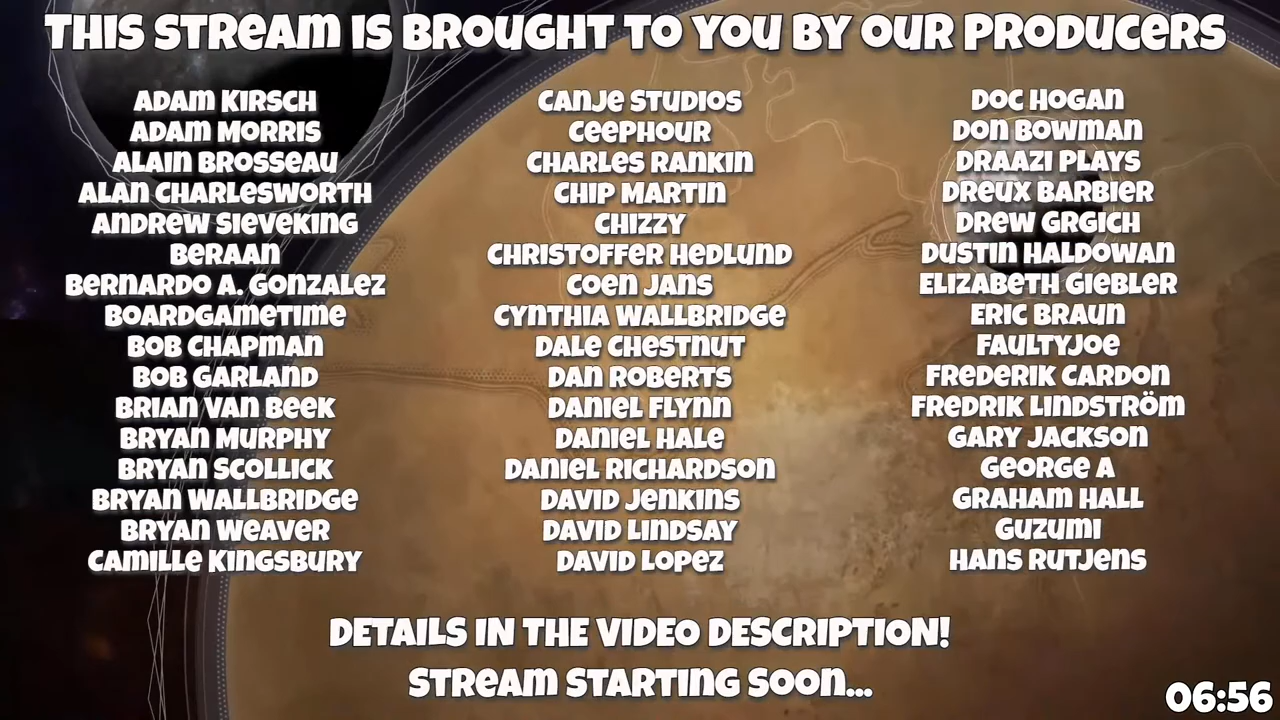 THIS STREAM IS BROUGHT TO YOU BY OUR PRODUCERS
ADAM KIRSCH
ADAM MORRIS
ALAIN BROSSEAU
ALAN CHARLESWORTH
ANDREW SIEVEKING
BERAAN
BERNARDO A. GONZALEZ
BOARDGAMETIME
BOB CHAPMAN
BOB GARLAND
BRIAN VAN BEEK
BRYAN MURPHY
BRYAN SCOLLICK
BRYAN WALLBRIDGE
BRYAN WEAVER
CAMILLE KINGSBURY
CANJE STUDIOS
CEEPHOUR
CHARLES RANKIN
CHIP MARTIN
CHIZZY
CHRISTOFFER HEDLUND
COEN JANS
CYNTHIA WALLBRIDGE
DALE CHESTNUT
DAN ROBERTS
DANIEL FLYNN
DANIEL HALE
DANIEL RICHARDSON
DAVID JENKINS
DAVID LINDSAY
DAVID LOPEZ
DOC HOGAN
DON BOWMAN
DRAAZI PLAYS
DREUX BARBIER
DREW GRGICH
DUSTIN HALDOWAN
ELIZABETH GIEBLER
ERIC BRAUN
FAULTYJOE
FREDERIK CARDON
FREDRIK LINDSTRÖM
GARY JACKSON
GEORGE A
GRAHAM HALL
GUZUMI
HANS RUTJENS
DETAILS IN THE VIDEO DESCRIPTION!
STREAM STARTING SOON...
06:56